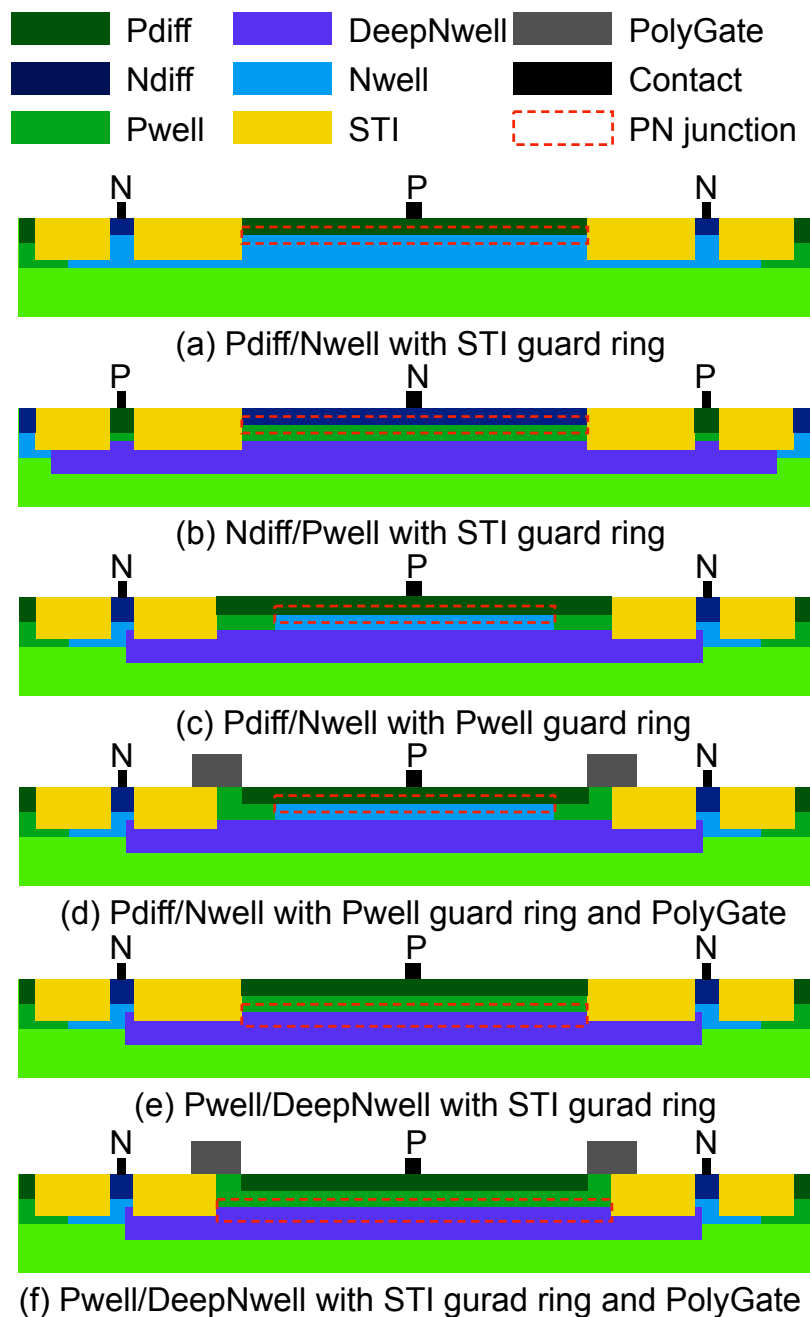 Pdiff DeepNwell PolyGate
Ndiff Nwell Contact
Pwell STI PN junction
N P N
(a) Pdiff/Nwell with STI guard ring
P N P
(b) Ndiff/Pwell with STI guard ring
N P N
(c) Pdiff/Nwell with Pwell guard ring
N P N
(d) Pdiff/Nwell with Pwell guard ring and PolyGate
N P N
(e) Pwell/DeepNwell with STI gurad ring
N P N
(f) Pwell/DeepNwell with STI gurad ring and PolyGate